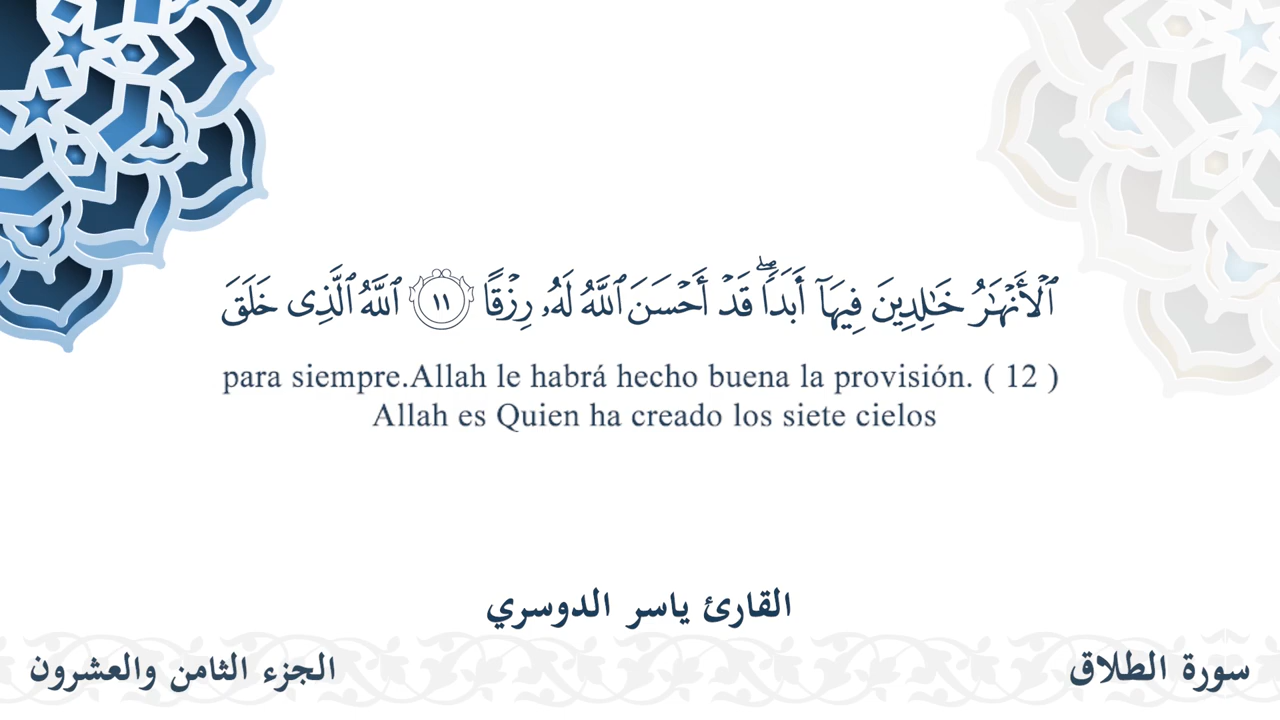 ٱلۡأَنۡهَٰرُ خَٰلِدِينَ فِيهَآ أَبَدٗاۖ قَدۡ أَحۡسَنَ ٱللَّهُ لَهُۥ رِزۡقًا ١١ ٱللَّهُ ٱلَّذِي خَلَقَ
para siempre.Allah le habrá hecho buena la provisión. ( 12 )
Allah es Quien ha creado los siete cielos
القارئ ياسر الدوسري
سورة الطلاق
الجزء الثامن والعشرون